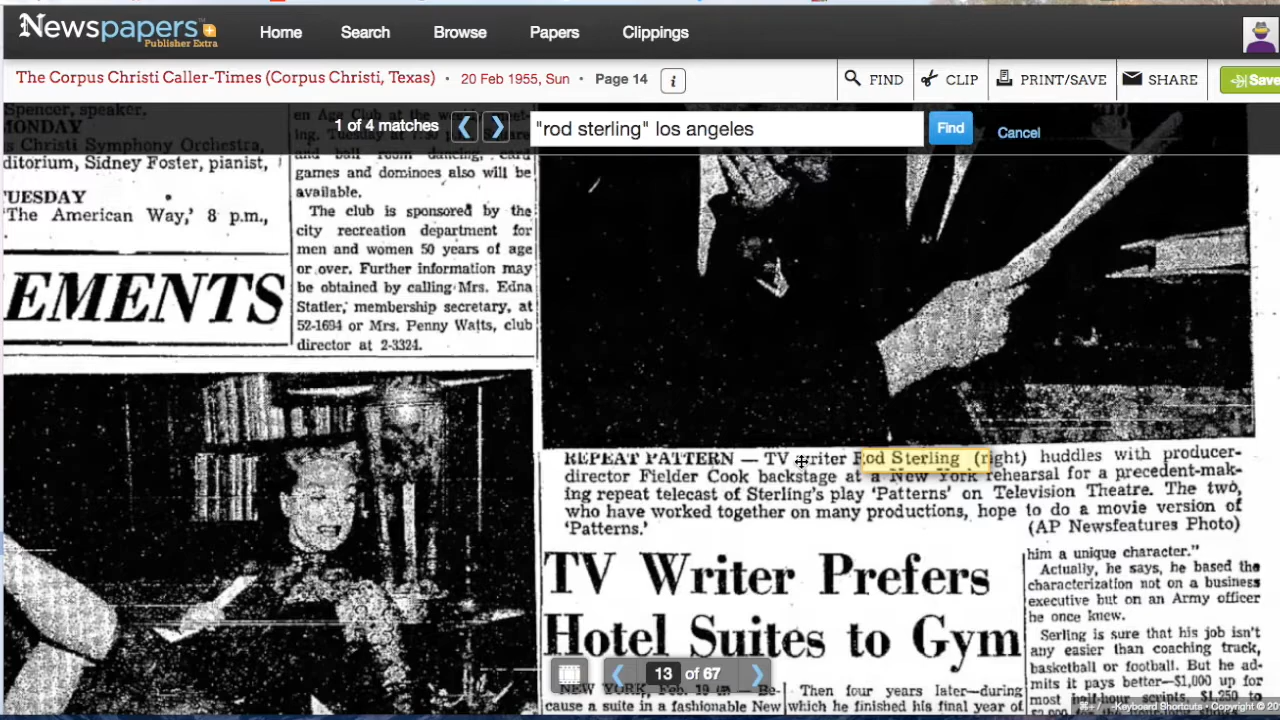 Newspapers
Publisher Extra
Home Search Browse Papers Clippings
The Corpus Christi Caller-Times (Corpus Christi, Texas) • 20 Feb 1955, Sun • Page 14
FIND CLIP PRINT/SAVE SHARE Save
1 of 4 matches
"rod sterling" los angeles
Find
Cancel
Spencer, speaker.
MONDAY
s Christi Symphony Orchestra,
ditorium, Sidney Foster, pianist,
TUESDAY
'The American Way,' 8 p.m.,
EMENTS
and ball room dancing, card
games and dominoes also will be
available.
The club is sponsored by the
city recreation department for
men and women 50 years of age
or over. Further information may
be obtained by calling Mrs. Edna
Statler, membership secretary, at
52-1694 or Mrs. Penny Watts, club
director at 2-3324.
REPEAT PATTERN — TV writer Rod Sterling (right) huddles with producer-
director Fielder Cook backstage at a New York rehearsal for a precedent-mak-
ing repeat telecast of Sterling's play 'Patterns' on Television Theatre. The two,
who have worked together on many productions, hope to do a movie version of
'Patterns.' (AP Newsfeatures Photo)
TV Writer Prefers
Hotel Suites to Gym
NEW YORK, Feb. 19 — Be-
cause a suite in a fashionable New
Then four years later—during
which he finished his final year of
him a unique character."
Actually, he says, he based the
characterization not on a business
executive but on an Army officer
he once knew.
Serling is sure that his job isn't
any easier than coaching track,
basketball or football. But he ad-
mits it pays better—$1,000 up for
most half-hour scripts, $1,250 to
13 of 67
Keyboard Shortcuts • Copyright © 20